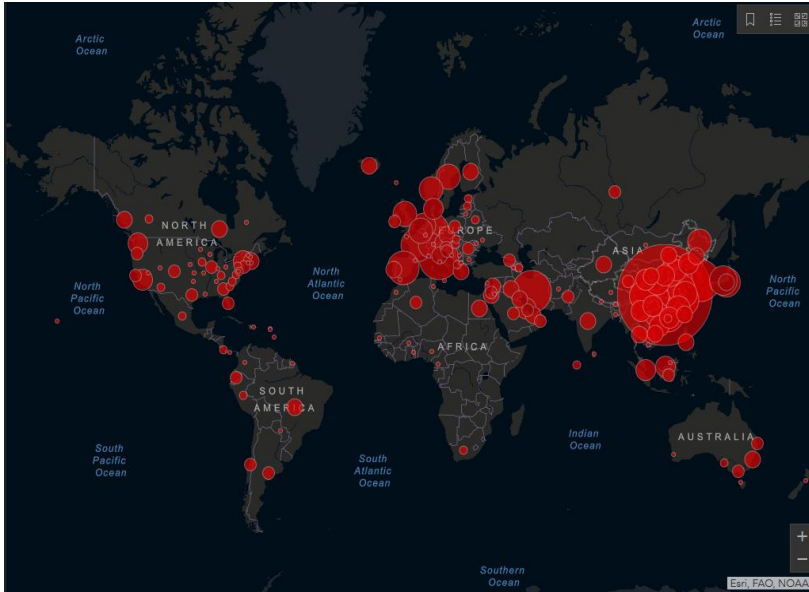 Arctic
Ocean
Arctic
Ocean
NORTH
AMERICA
EUROPE
ASIA
North
Pacific
Ocean
North
Atlantic
Ocean
North
Pacific
Ocean
AFRICA
SOUTH
AMERICA
South
Pacific
Ocean
South
Atlantic
Ocean
Indian
Ocean
AUSTRALIA
Southern
Ocean
+
−
Esri, FAO, NOAA